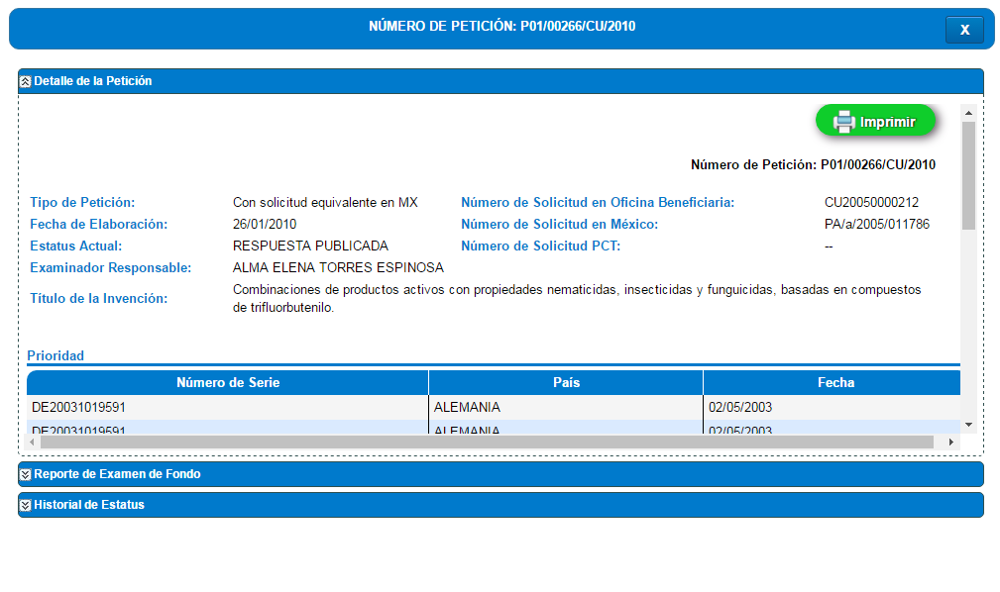 NÚMERO DE PETICIÓN: P01/00266/CU/2010
X
Detalle de la Petición
Imprimir
Número de Petición: P01/00266/CU/2010
Tipo de Petición: Con solicitud equivalente en MX Número de Solicitud en Oficina Beneficiaria: CU20050000212
Fecha de Elaboración: 26/01/2010 Número de Solicitud en México: PA/a/2005/011786
Estatus Actual: RESPUESTA PUBLICADA Número de Solicitud PCT: --
Examinador Responsable: ALMA ELENA TORRES ESPINOSA
Título de la Invención: Combinaciones de productos activos con propiedades nematicidas, insecticidas y funguicidas, basadas en compuestos
de trifluorbutenilo.
Prioridad
Número de Serie País Fecha
DE20031019591 ALEMANIA 02/05/2003
DE20031019591 ALEMANIA 02/05/2003
Reporte de Examen de Fondo
Historial de Estatus